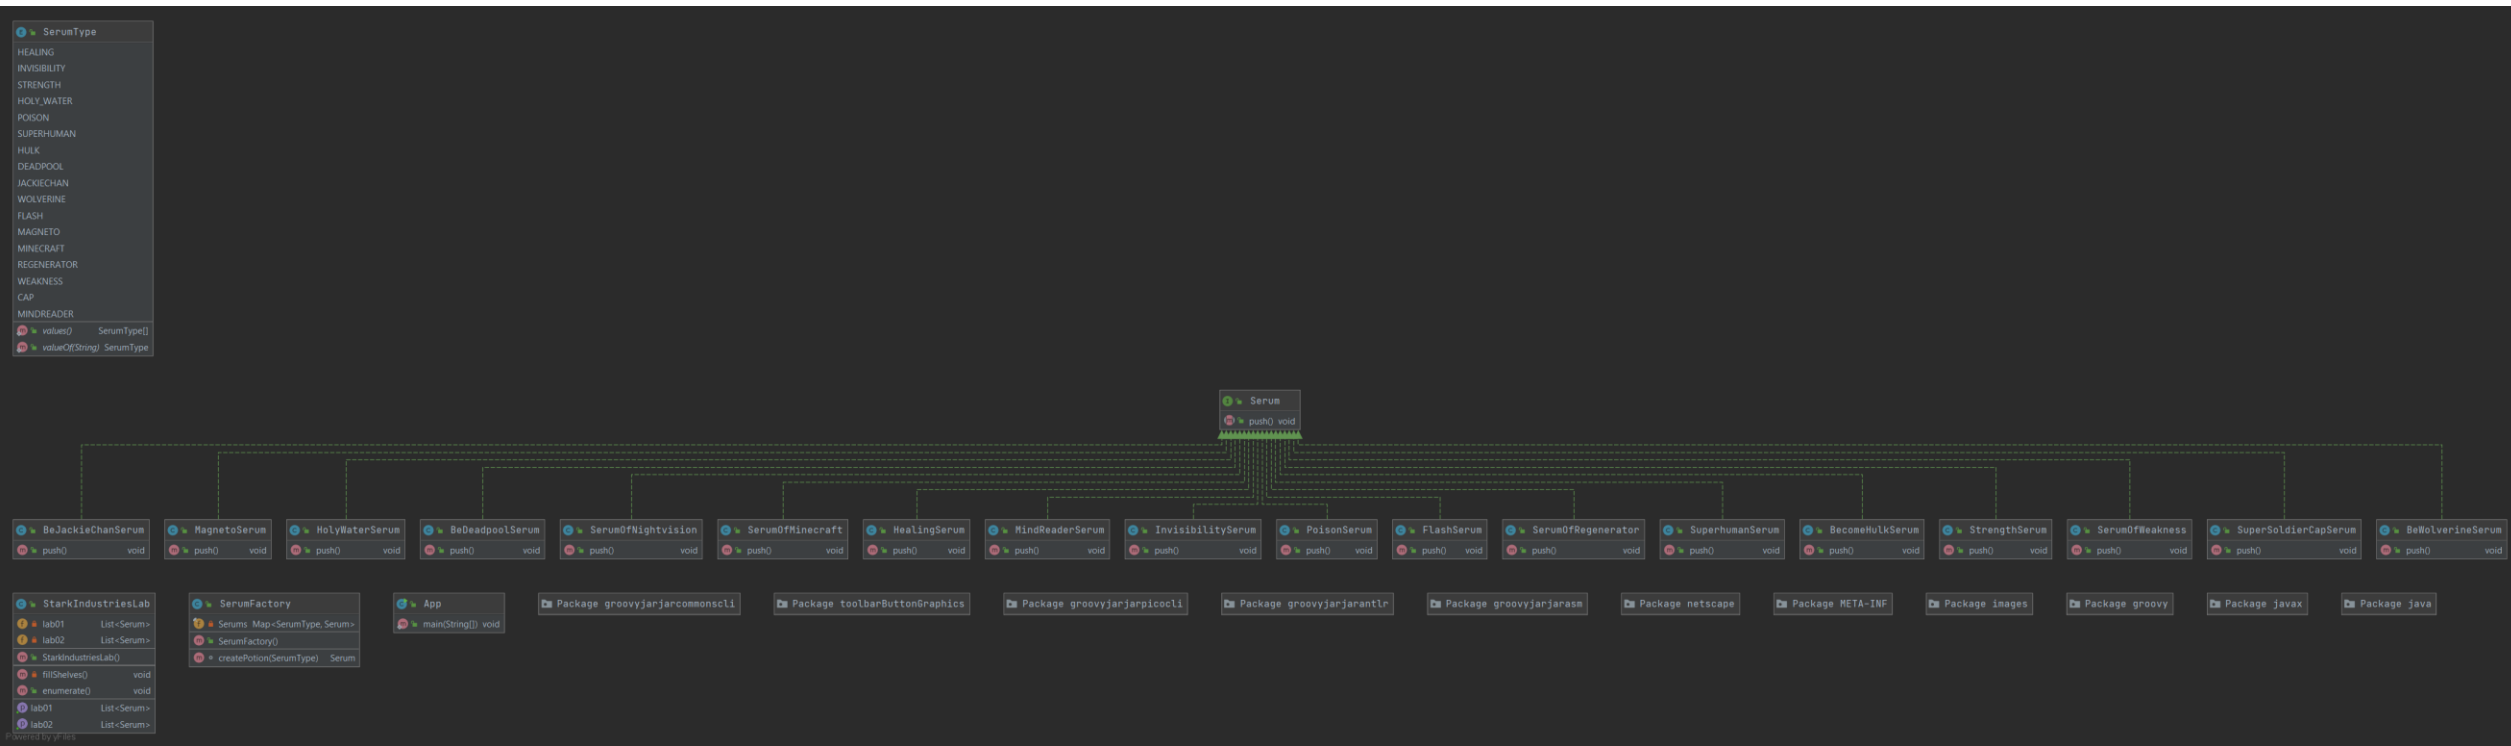 SerumType
HEALING
INVISIBILITY
STRENGTH
HOLY_WATER
POISON
SUPERHUMAN
HULK
DEADPOOL
JACKIECHAN
WOLVERINE
FLASH
MAGNETO
MINECRAFT
REGENERATOR
WEAKNESS
CAP
MINDREADER
values() SerumType[]
valueOf(String) SerumType
Serum
push() void
BeJackieChanSerum
push() void
MagnetoSerum
push() void
HolyWaterSerum
push() void
BeDeadpoolSerum
push() void
SerumOfNightvision
push() void
SerumOfMinecraft
push() void
HealingSerum
push() void
MindReaderSerum
push() void
InvisibilitySerum
push() void
PoisonSerum
push() void
FlashSerum
push() void
SerumOfRegenerator
push() void
SuperhumanSerum
push() void
BecomeHulkSerum
push() void
StrengthSerum
push() void
SerumOfWeakness
push() void
SuperSoldierCapSerum
push() void
BeWolverineSerum
push() void
StarkIndustriesLab
lab01 List<Serum>
lab02 List<Serum>
StarkIndustriesLab()
fillShelves() void
enumerate() void
lab01 List<Serum>
lab02 List<Serum>
SerumFactory
Serums Map<SerumType, Serum>
SerumFactory()
createPotion(SerumType) Serum
App
main(String[]) void
Package groovyjarjarcommonscli
Package toolbarButtonGraphics
Package groovyjarjarpicocli
Package groovyjarjarantlr
Package groovyjarjarasm
Package netscape
Package META-INF
Package images
Package groovy
Package javax
Package java
Powered by yFiles